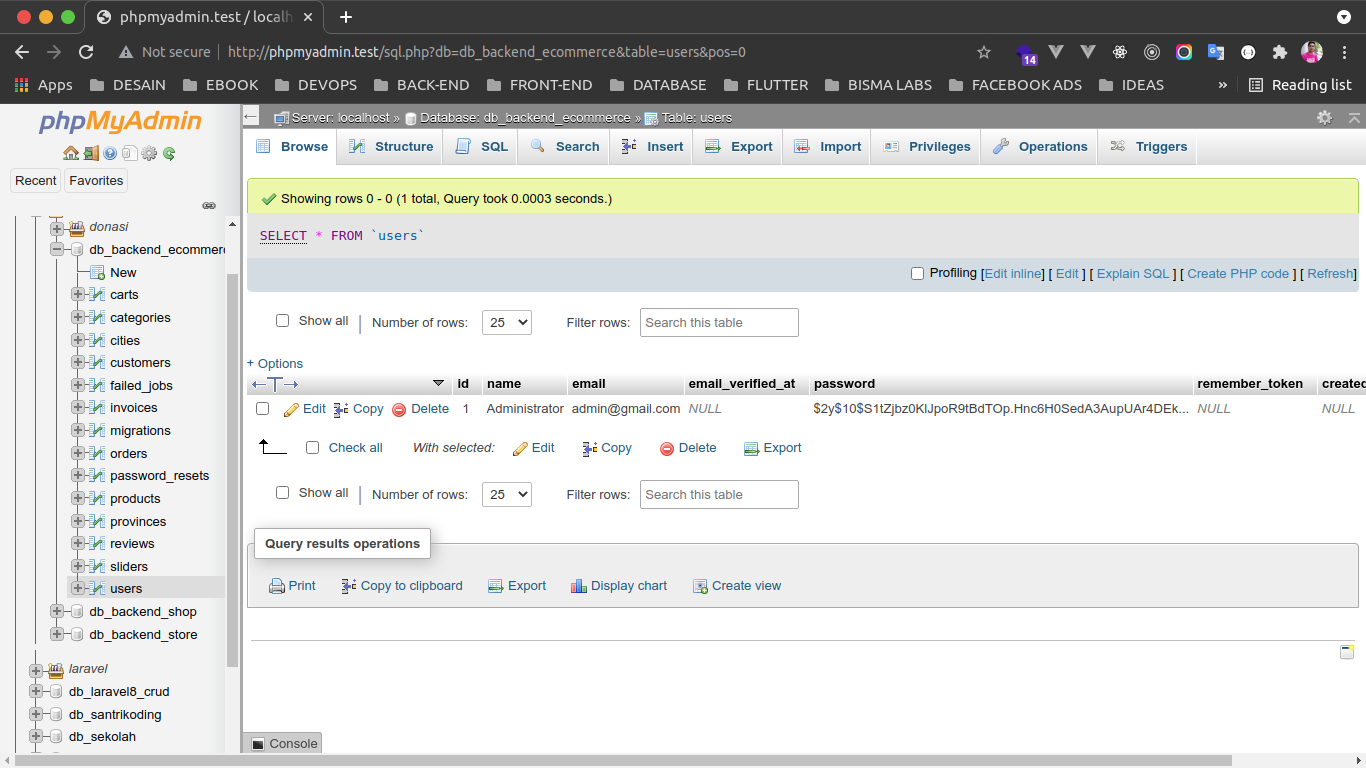 phpmyadmin.test / localh
Not secure
http://phpmyadmin.test/sql.php?db=db_backend_ecommerce&table=users&pos=0
14
Apps
DESAIN
EBOOK
DEVOPS
BACK-END
FRONT-END
DATABASE
FLUTTER
BISMA LABS
FACEBOOK ADS
IDEAS
»
Reading list
phpMyAdmin
Recent
Favorites
donasi
db_backend_ecommerc
New
carts
categories
cities
customers
failed_jobs
invoices
migrations
orders
password_resets
products
provinces
reviews
sliders
users
db_backend_shop
db_backend_store
laravel
db_laravel8_crud
db_santrikoding
db_sekolah
Server: localhost » Database: db_backend_ecommerce » Table: users
Browse Structure SQL Search Insert Export Import Privileges Operations Triggers
Showing rows 0 - 0 (1 total, Query took 0.0003 seconds.)
SELECT * FROM `users`
Profiling [Edit inline] [ Edit ] [ Explain SQL ] [ Create PHP code ] [ Refresh]
Show all | Number of rows: 25 Filter rows: Search this table
+ Options
id name email email_verified_at password remember_token created
Edit Copy Delete 1 Administrator admin@gmail.com NULL $2y$10$S1tZjbz0KlJpoR9tBdTOp.Hnc6H0SedA3AupUAr4DEk... NULL NULL
Check all With selected: Edit Copy Delete Export
Show all | Number of rows: 25 Filter rows: Search this table
Query results operations
Print Copy to clipboard Export Display chart Create view
Console